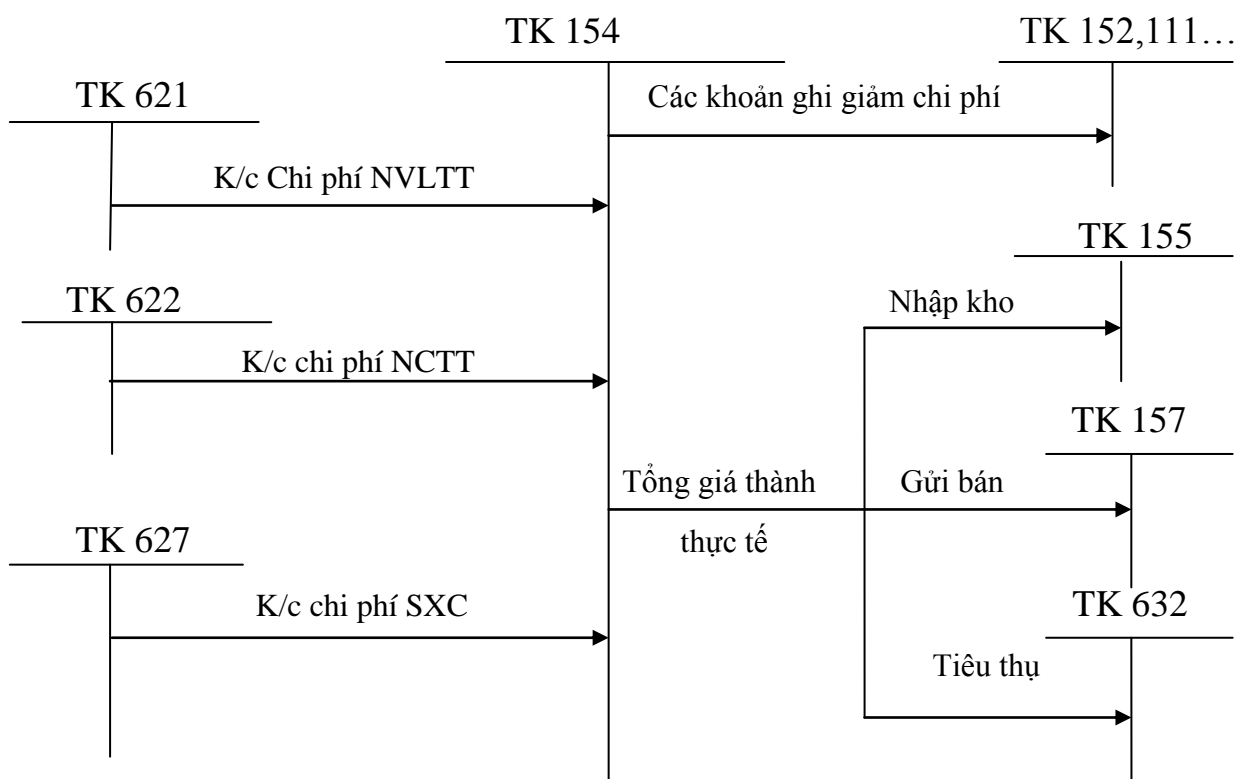 TK 154
TK 152,111…
TK 621
Các khoản ghi giảm chi phí
K/c Chi phí NVLTT
TK 155
TK 622
Nhập kho
K/c chi phí NCTT
TK 157
Tổng giá thành
Gửi bán
thực tế
TK 627
K/c chi phí SXC
TK 632
Tiêu thụ